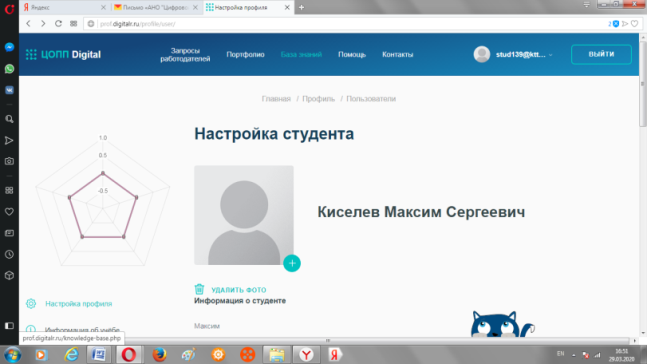 Яндекс
Письмо «АНО "Цифрова
Настройка профиля
prof.digitalr.ru/profile/user/
2
ЦОПП Digital
Запросы
работодателей
Портфолио
База знаний
Помощь
Контакты
stud139@ktt...
ВЫЙТИ
Главная / Профиль / Пользователи
Настройка студента
1.0
0.5
-0.5
Киселев Максим Сергеевич
УДАЛИТЬ ФОТО
Информация о студенте
Настройка профиля
Информация об учёбе
Максим
prof.digitalr.ru/knowledge-base.php
EN
16:51
28.03.2020